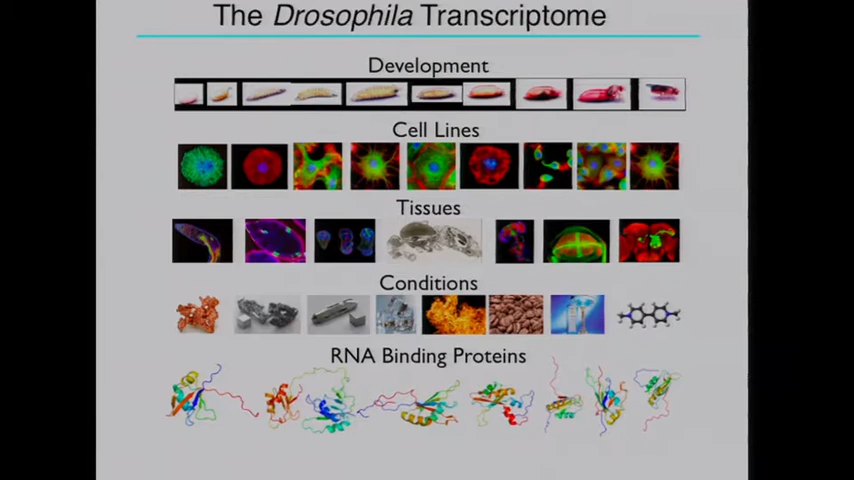 The Drosophila Transcriptome
Development
Cell Lines
Tissues
Conditions
RNA Binding Proteins